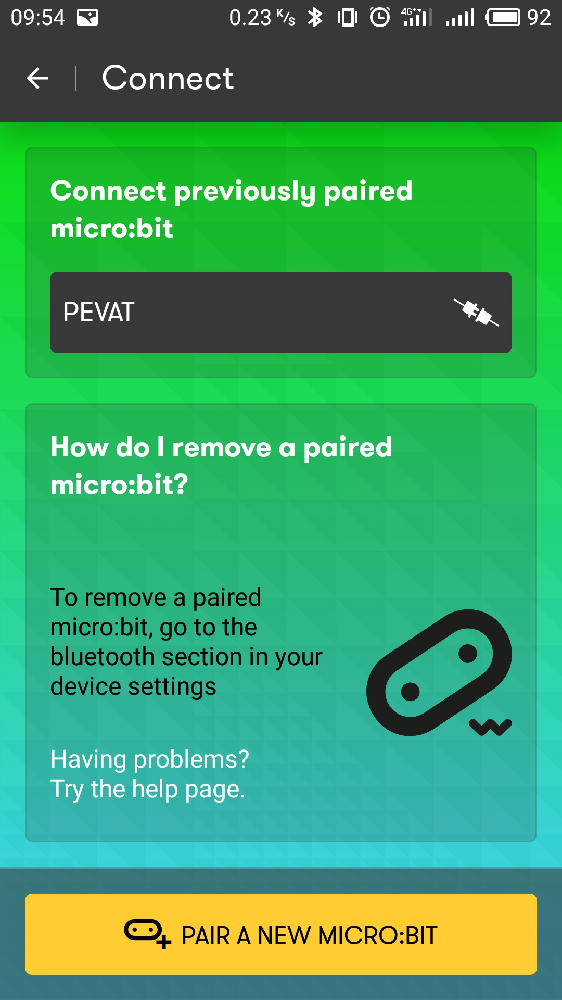 09:54 0.23 K/s 4G+ 92
Connect
Connect previously paired
micro:bit
PEVAT
How do I remove a paired
micro:bit?
To remove a paired
micro:bit, go to the
bluetooth section in your
device settings
Having problems?
Try the help page.
PAIR A NEW MICRO:BIT